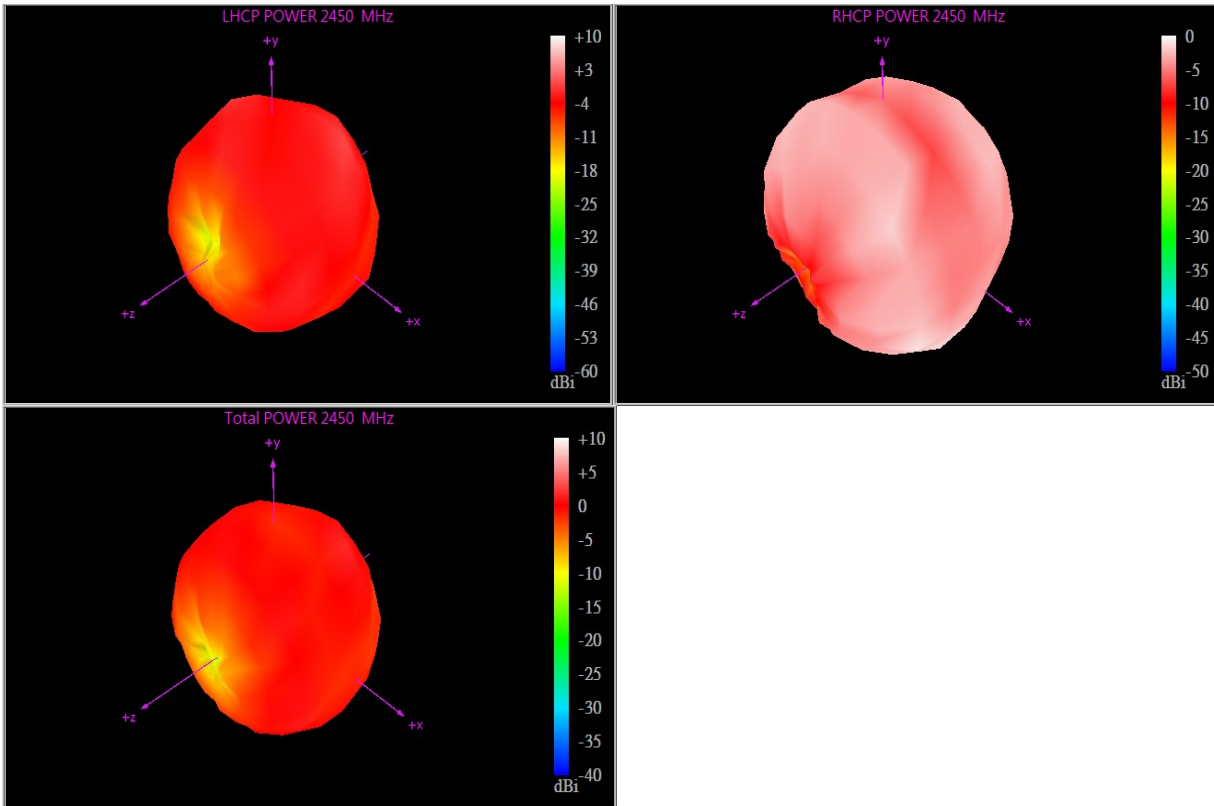 LHCP POWER 2450 MHz
+y
+z
+x
+10
+3
-4
-11
-18
-25
-32
-39
-46
-53
-60
dBi
RHCP POWER 2450 MHz
+y
+z
+x
0
-5
-10
-15
-20
-25
-30
-35
-40
-45
-50
dBi
Total POWER 2450 MHz
+y
+z
+x
+10
+5
0
-5
-10
-15
-20
-25
-30
-35
-40
dBi